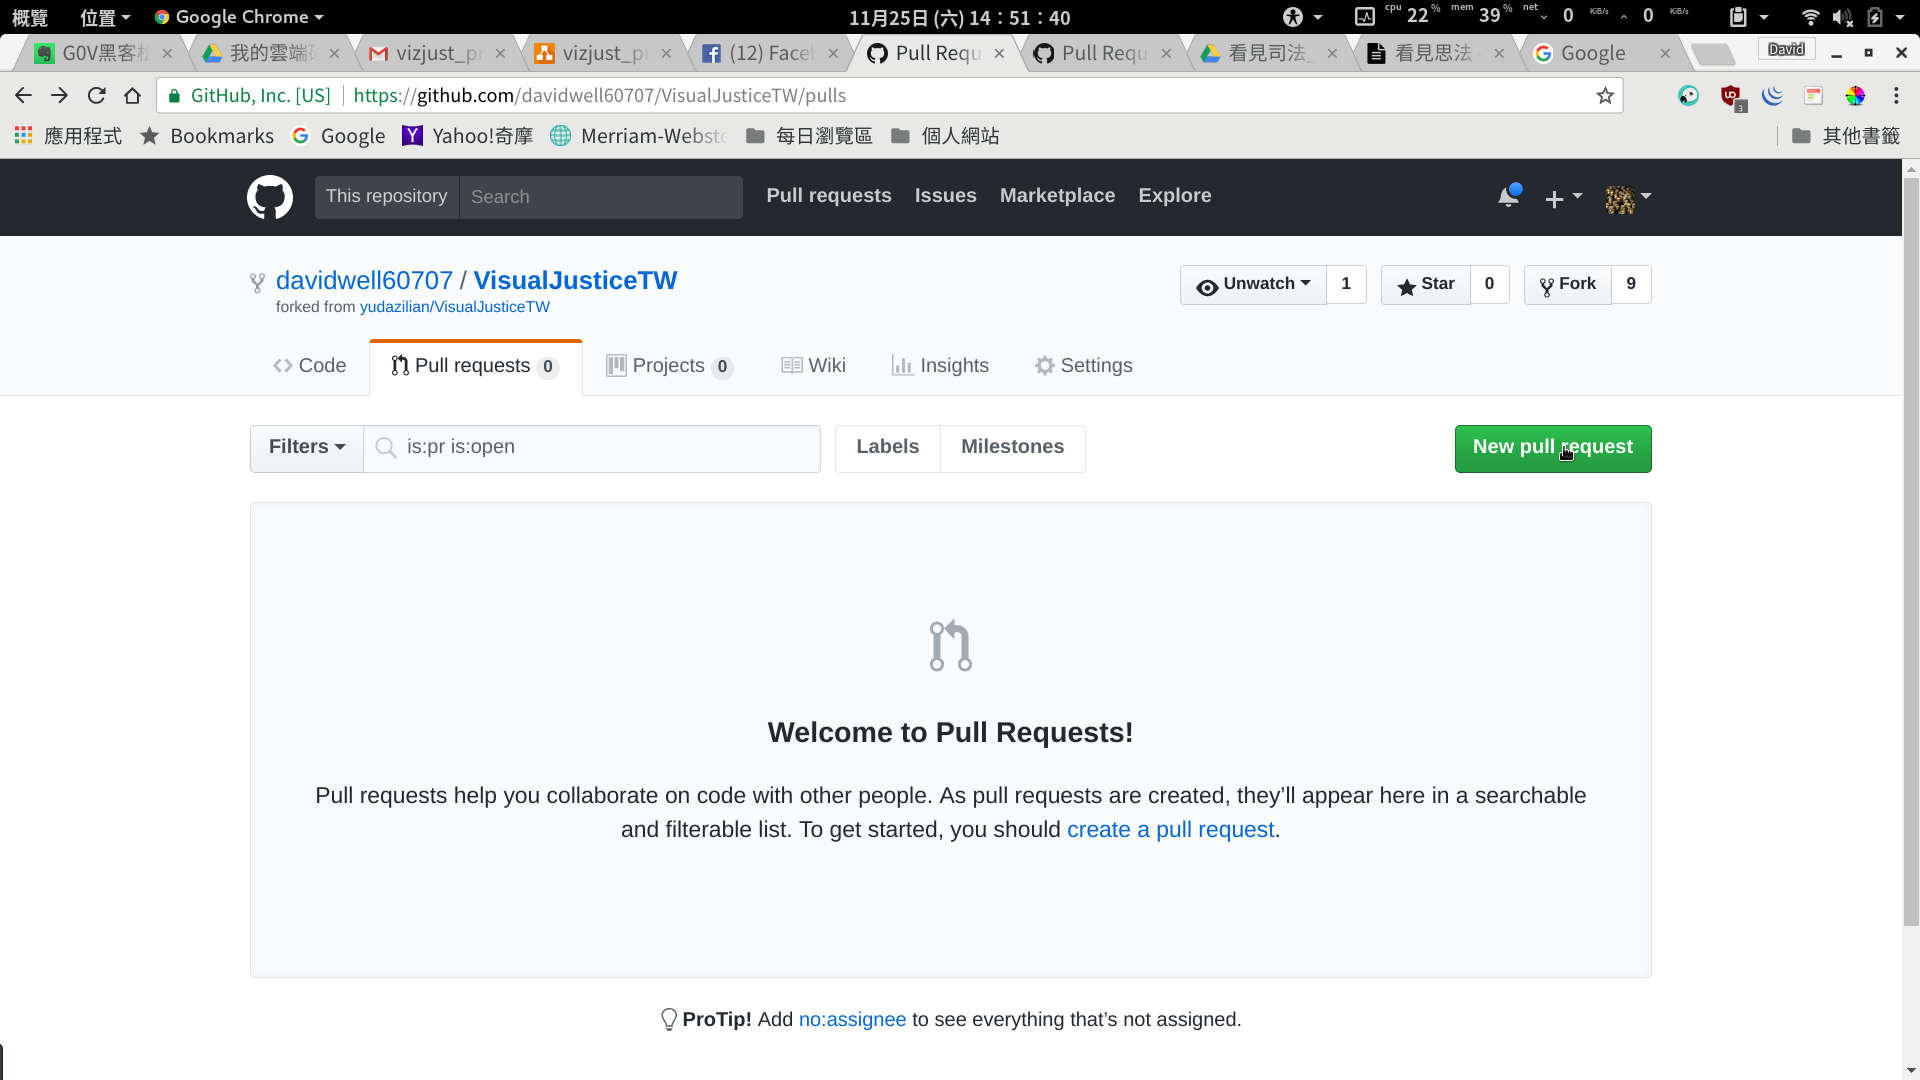 概覽 位置 Google Chrome 11月25日 (六) 14：51：40 cpu 22 % mem 39 % net 0 KiB/s 0 KiB/s
G0V黑客松 我的雲端 vizjust_pr vizjust_pr (12) Face Pull Requ Pull Requ 看見司法_ 看見思法 Google David
GitHub, Inc. [US] https://github.com/davidwell60707/VisualJusticeTW/pulls 3
應用程式 Bookmarks Google Yahoo!奇摩 Merriam-Webste 每日瀏覽區 個人網站 其他書籤
This repository Search Pull requests Issues Marketplace Explore
davidwell60707 / VisualJusticeTW Unwatch 1 Star 0 Fork 9
forked from yudazilian/VisualJusticeTW
Code Pull requests 0 Projects 0 Wiki Insights Settings
Filters is:pr is:open Labels Milestones New pull request
Welcome to Pull Requests!
Pull requests help you collaborate on code with other people. As pull requests are created, they’ll appear here in a searchable
and filterable list. To get started, you should create a pull request.
ProTip! Add no:assignee to see everything that’s not assigned.